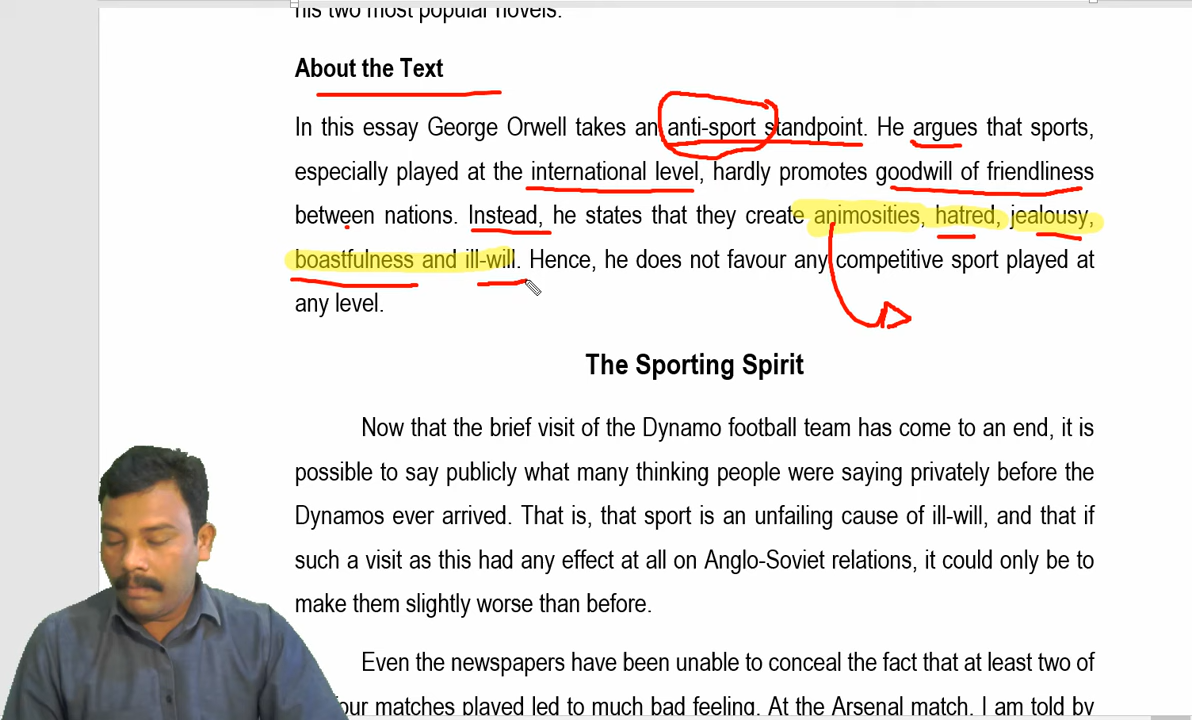 his two most popular novels.
About the Text
In this essay George Orwell takes an anti-sport standpoint. He argues that sports,
especially played at the international level, hardly promotes goodwill of friendliness
between nations. Instead, he states that they create animosities, hatred, jealousy,
boastfulness and ill-will. Hence, he does not favour any competitive sport played at
any level.
The Sporting Spirit
Now that the brief visit of the Dynamo football team has come to an end, it is
possible to say publicly what many thinking people were saying privately before the
Dynamos ever arrived. That is, that sport is an unfailing cause of ill-will, and that if
such a visit as this had any effect at all on Anglo-Soviet relations, it could only be to
make them slightly worse than before.
Even the newspapers have been unable to conceal the fact that at least two of
four matches played led to much bad feeling. At the Arsenal match, I am told by